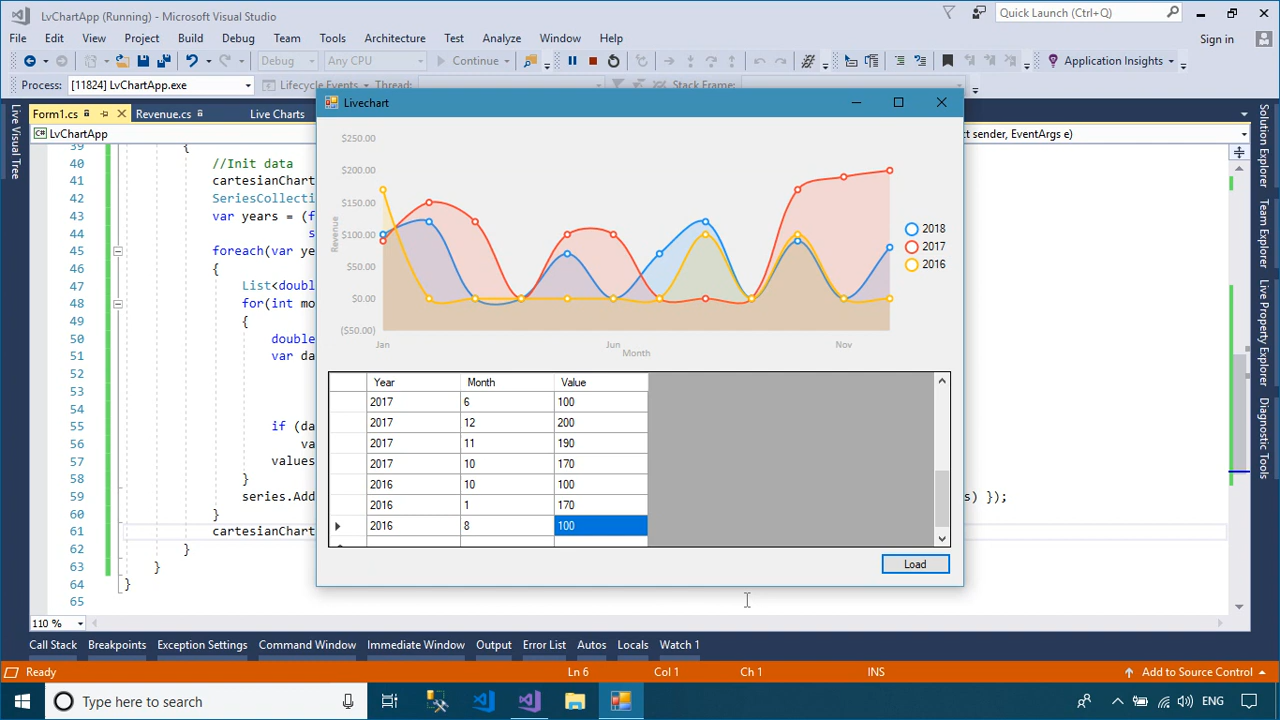 LvChartApp (Running) - Microsoft Visual Studio
Quick Launch (Ctrl+Q)
File Edit View Project Build Debug Team Tools Architecture Test Analyze Window Help
Sign in
Debug Any CPU Continue Application Insights
Process: [11824] LvChartApp.exe Lifecycle Events Thread: Stack Frame:
Form1.cs Revenue.cs Live Charts
LvChartApp
t sender, EventArgs e)
Live Visual Tree
Solution Explorer
Team Explorer
Live Property Explorer
Diagnostic Tools
39 {
40 //Init data
41 cartesianChart
42 SeriesCollecti
43 var years = (f
44 s
45 foreach(var ye
46 {
47 List<doubl
48 for(int mo
49 {
50 double
51 var da
52
53
54
55 if (da
56 va
57 values
58 }
59 series.Add s) });
60 }
61 cartesianChart
62 }
63 }
64 }
65
110 %
Livechart
$250.00
$200.00
$150.00
$100.00
$50.00
$0.00
($50.00)
Revenue
Jan Jun Nov
Month
2018
2017
2016
Year Month Value
2017 6 100
2017 12 200
2017 11 190
2017 10 170
2016 10 100
2016 1 170
2016 8 100
Load
Call Stack Breakpoints Exception Settings Command Window Immediate Window Output Error List Autos Locals Watch 1
Ready Ln 6 Col 1 Ch 1 INS Add to Source Control
Type here to search
ENG